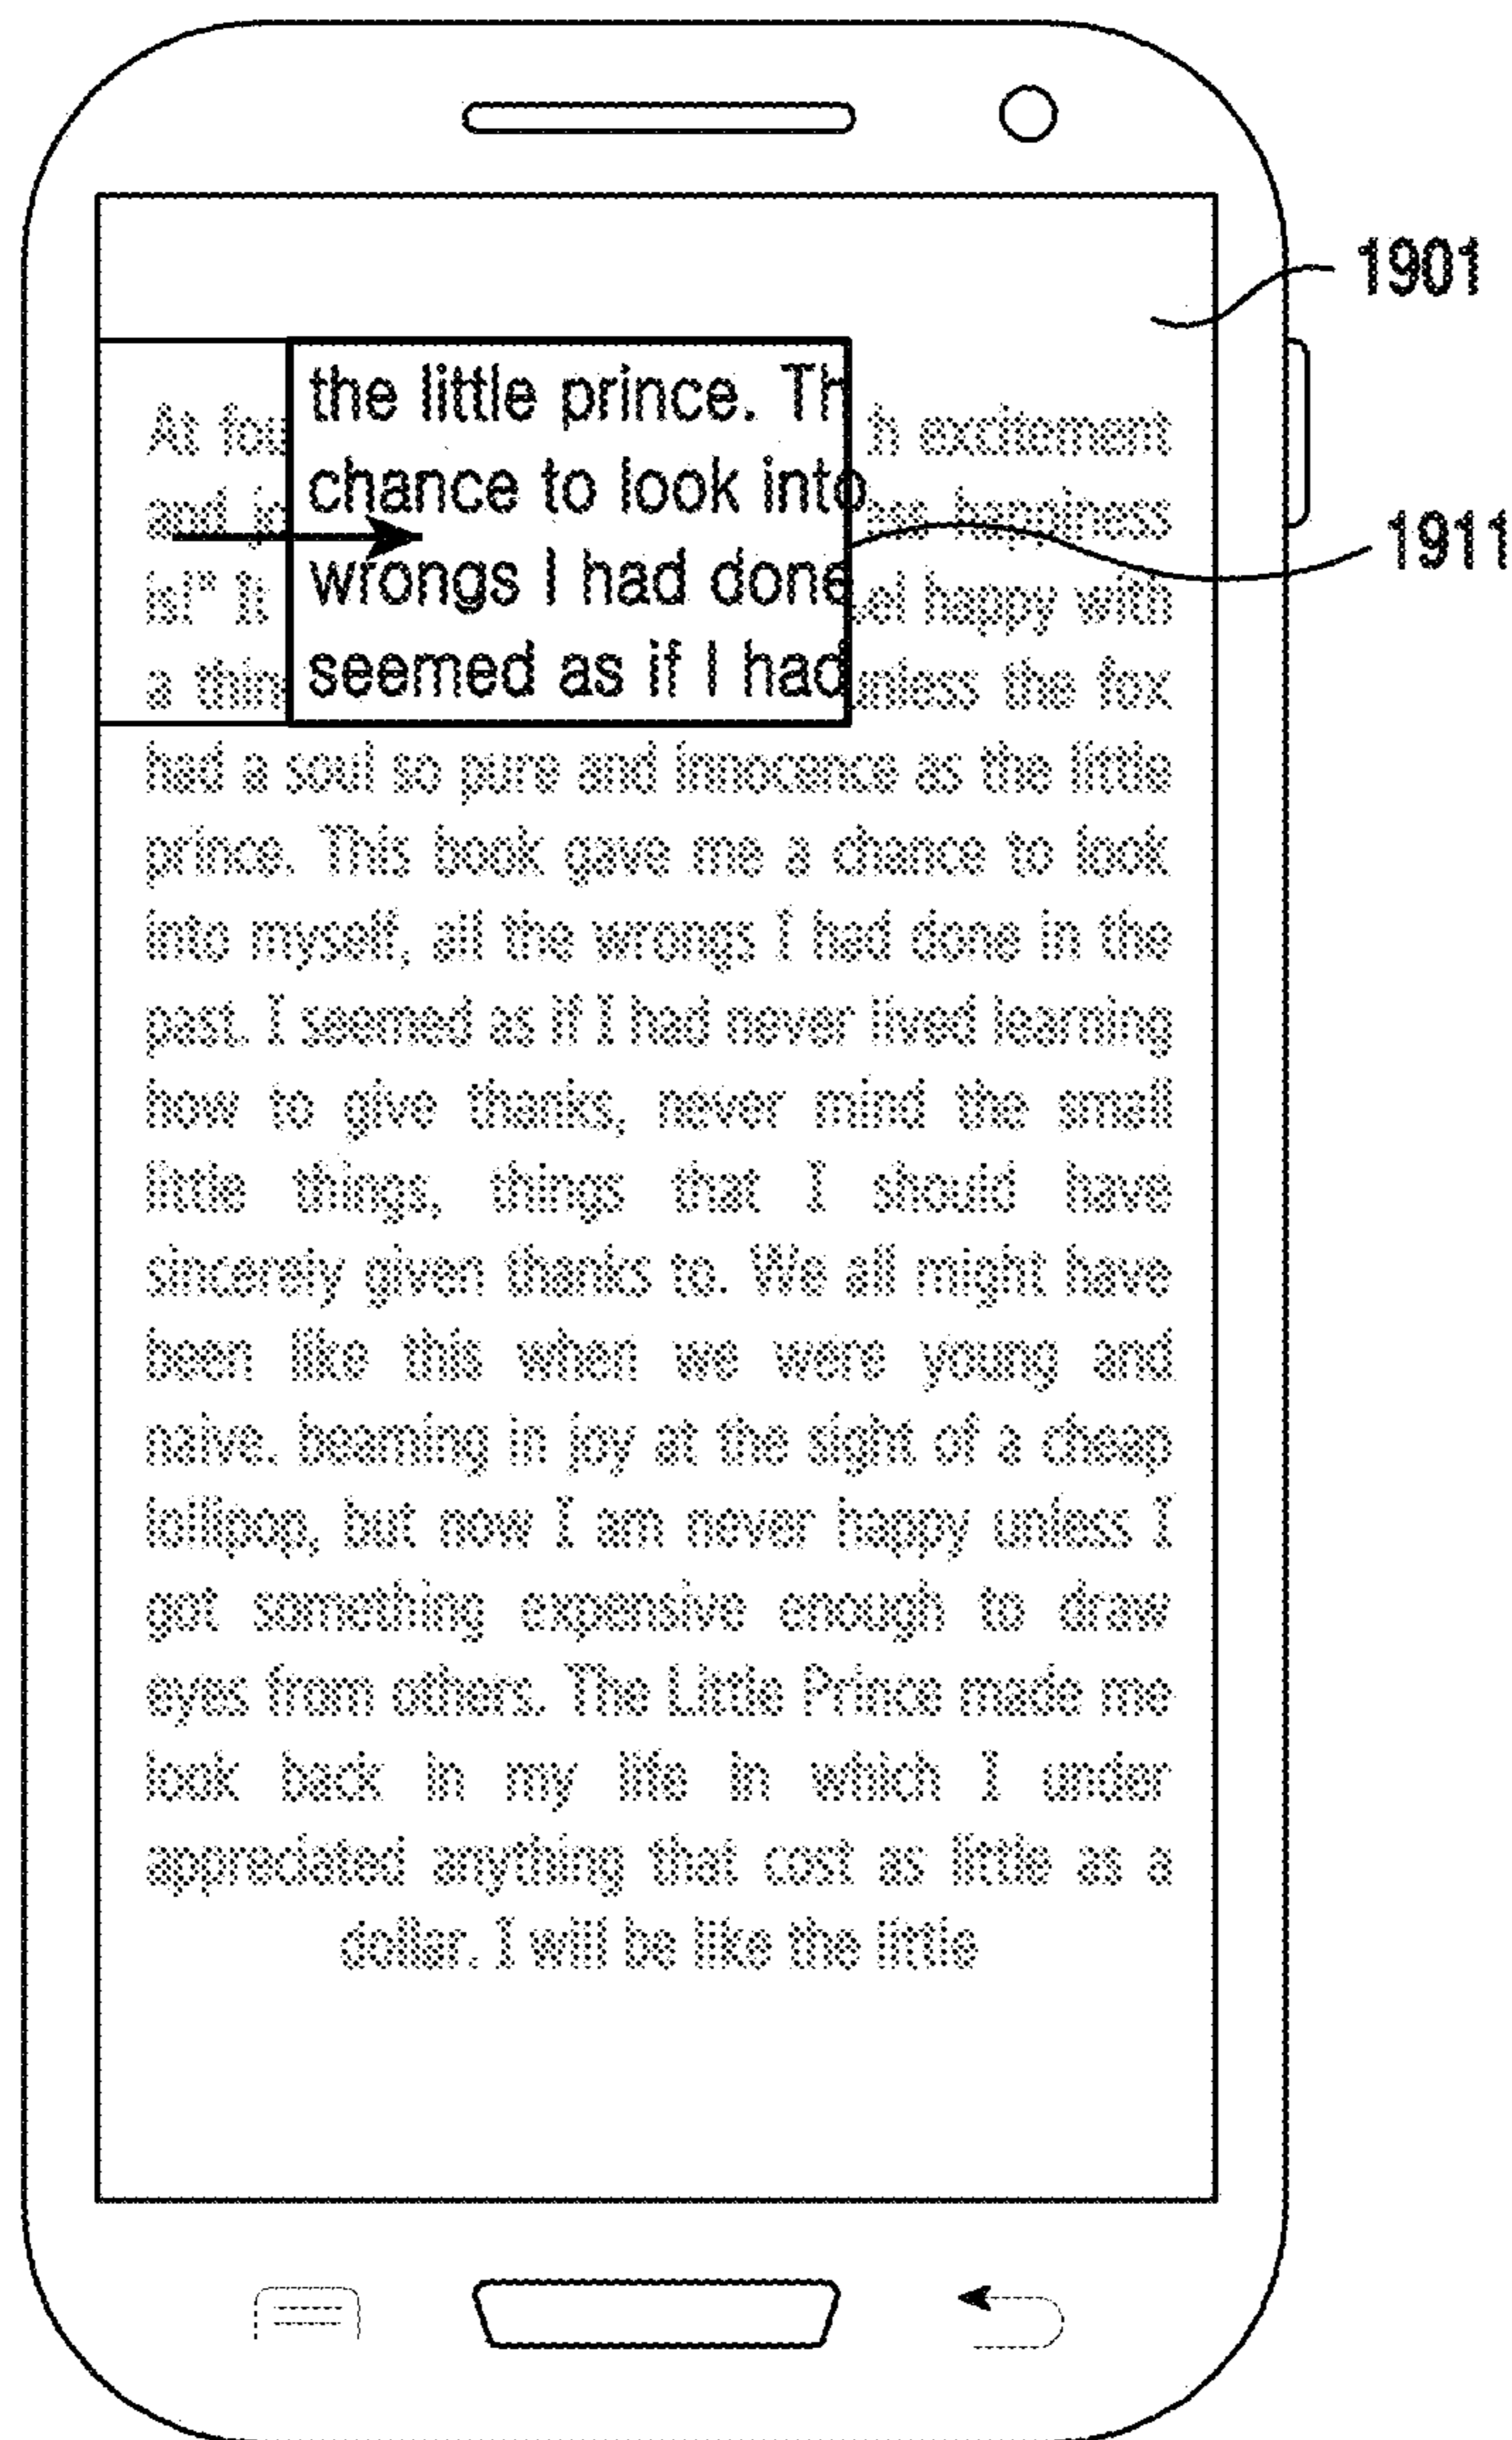 1901
the little prince. Th
chance to look into
wrongs I had done
seemed as if I had
1911
At fou h excitement
and happiness
is!" It happy with
a thin unless the fox
had a soul so pure and innocence as the little
prince. This book gave me a chance to look
into myself, all the wrongs I had done in the
past. I seemed as if I had never lived learning
how to give thanks, never mind the small
little things, things that I should have
sincerely given thanks to. We all might have
been like this when we were young and
naive. beaming in joy at the sight of a cheap
lollipop, but now I am never happy unless I
got something expensive enough to draw
eyes from others. The Little Prince made me
look back in my life in which I under
appreciated anything that cost as little as a
dollar. I will be like the little